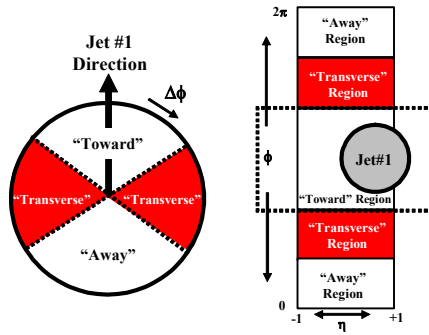 Jet #1
Direction
Δϕ
“Toward”
“Transverse”
“Transverse”
“Away”
2π
“Away”
Region
“Transverse”
Region
ϕ
Jet#1
“Toward” Region
“Transverse”
Region
“Away”
Region
0
-1
η
+1